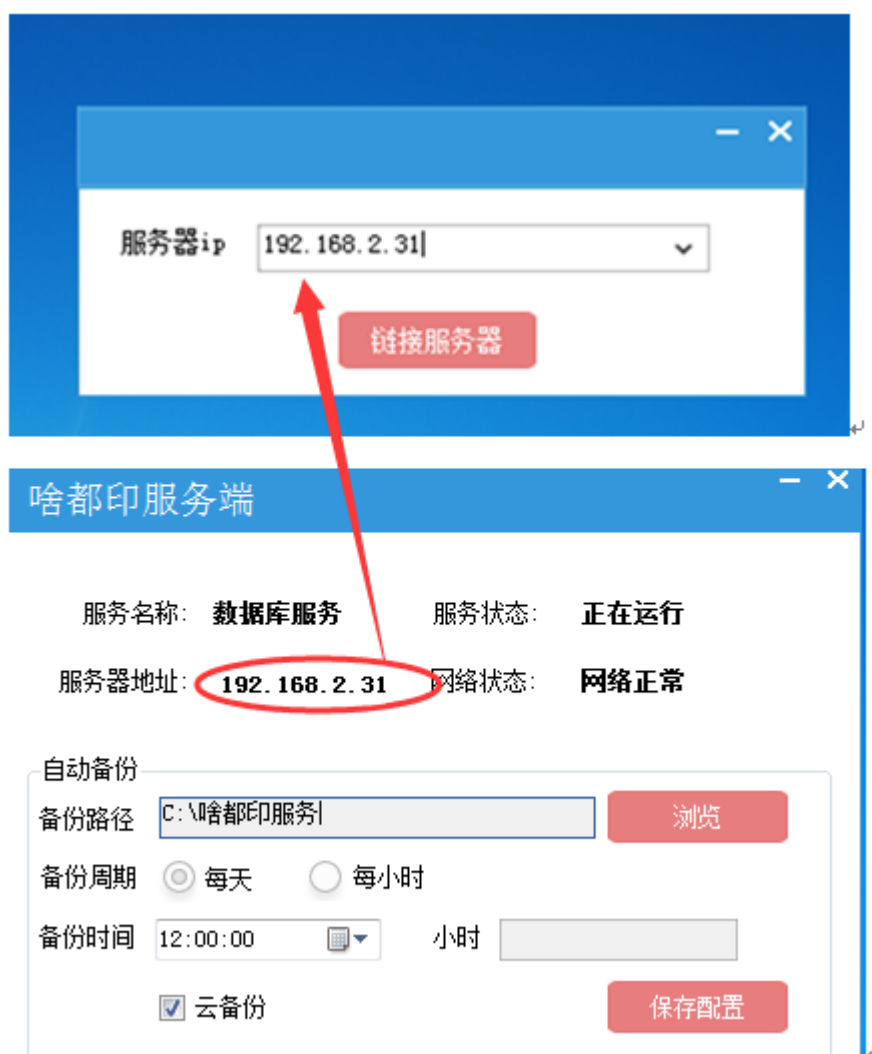 服务器ip 192.168.2.31
链接服务器
啥都印服务端
服务名称: 数据库服务 服务状态: 正在运行
服务器地址: 192.168.2.31 网络状态: 网络正常
自动备份
备份路径 C:\啥都印服务 浏览
备份周期 每天 每小时
备份时间 12:00:00 小时
云备份 保存配置